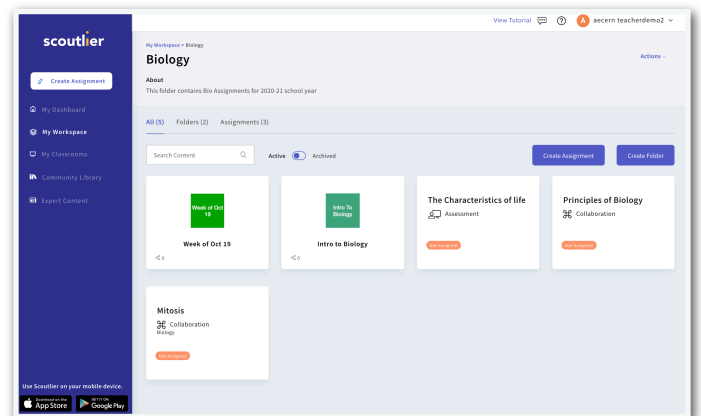 View Tutorial
A aecern teacherdemo2
scoutlier
Create Assignment
My Dashboard
My Workspace
My Classrooms
Community Library
Expert Content
Use Scoutlier on your mobile device.
Download on the App Store
GET IT ON Google Play
My Workspace > Biology
Biology
Actions
About
This folder contains Bio Assignments for 2020-21 school year
All (5) Folders (2) Assignments (3)
Search Content
Active Archived
Create Assignment Create Folder
Week of Oct
19
Week of Oct 19
Intro To
Biology
Intro to Biology
0
The Characteristics of life
Assessment
Not Assigned
Principles of Biology
Collaboration
Not Assigned
Mitosis
Collaboration
Biology
Not Assigned